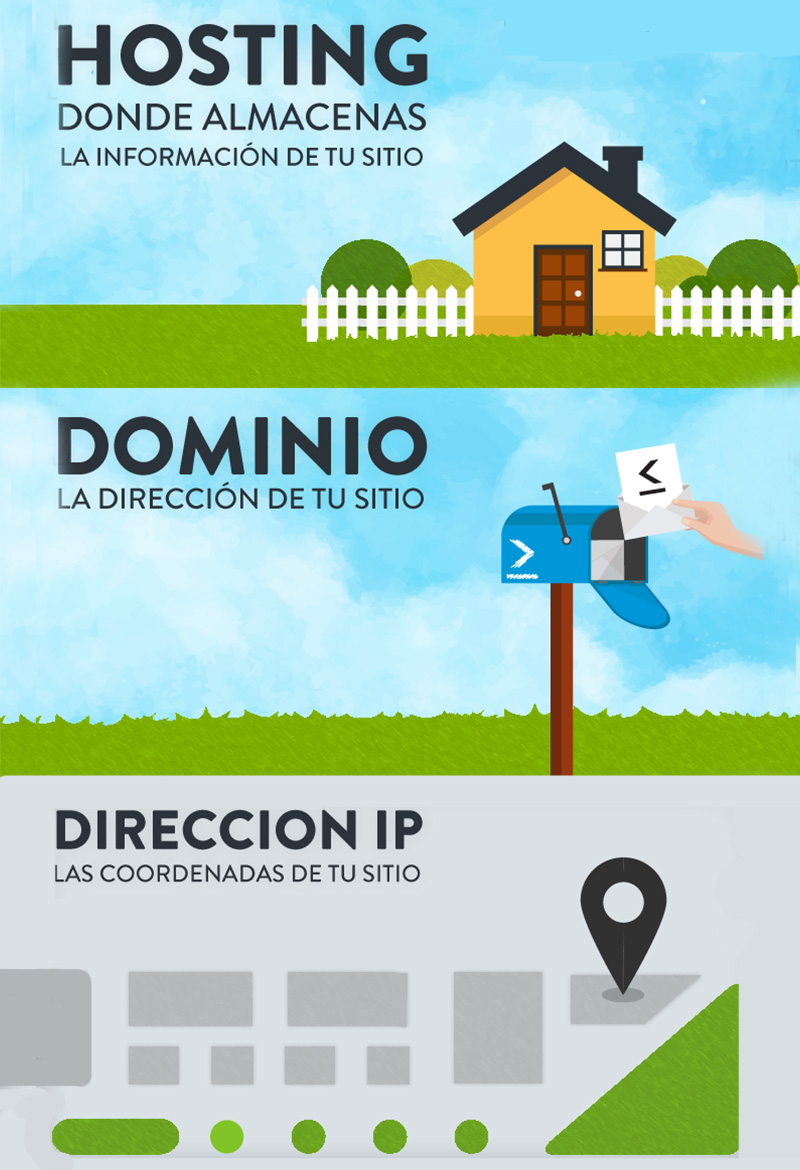 HOSTING
DONDE ALMACENAS
LA INFORMACIÓN DE TU SITIO
DOMINIO
LA DIRECCIÓN DE TU SITIO
DIRECCION IP
LAS COORDENADAS DE TU SITIO